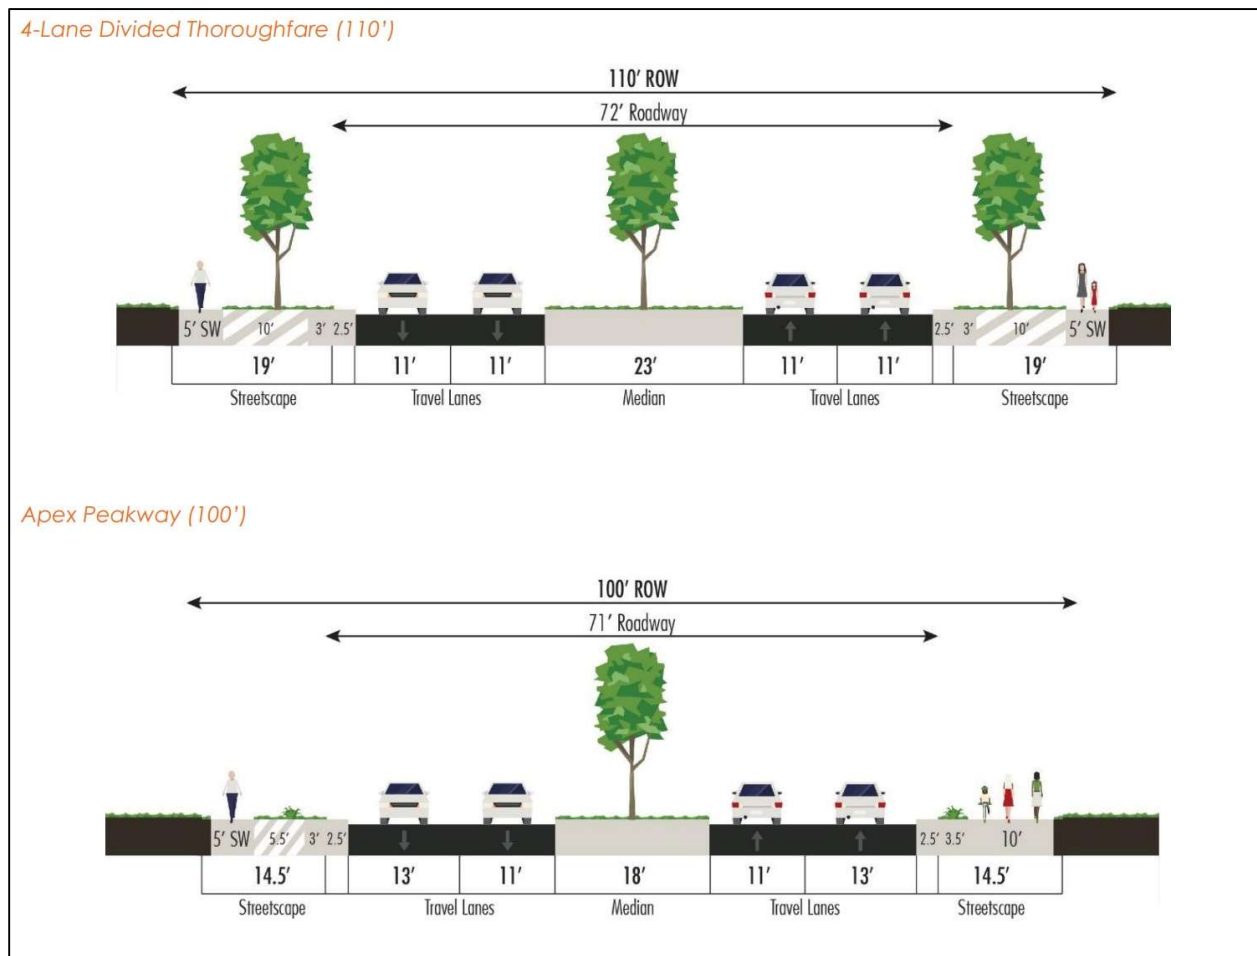 4-Lane Divided Thoroughfare (110’)
110’ ROW
72’ Roadway
5’ SW 10’ 3’ 2.5’ 2.5’ 3’ 10’ 5’ SW
19’ 11’ 11’ 23’ 11’ 11’ 19’
Streetscape Travel Lanes Median Travel Lanes Streetscape
Apex Peakway (100’)
100’ ROW
71’ Roadway
5’ SW 5.5’ 3’ 2.5’ 2.5’ 3.5’ 10’
14.5’ 13’ 11’ 18’ 11’ 13’ 14.5’
Streetscape Travel Lanes Median Travel Lanes Streetscape